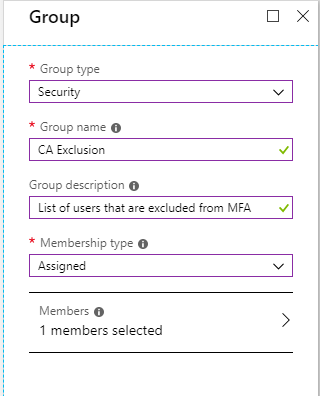 Group
* Group type
Security
* Group name
CA Exclusion
Group description
List of users that are excluded from MFA
* Membership type
Assigned
Members
1 members selected